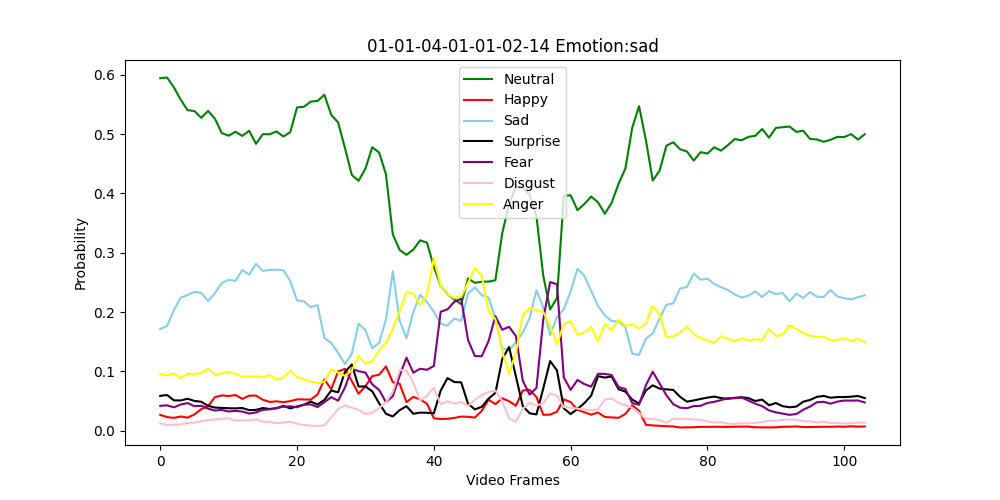 01-01-04-01-01-02-14 Emotion:sad
0.6
0.5
0.4
0.3
0.2
0.1
0.0
Probability
Neutral
Happy
Sad
Surprise
Fear
Disgust
Anger
0 20 40 60 80 100
Video Frames